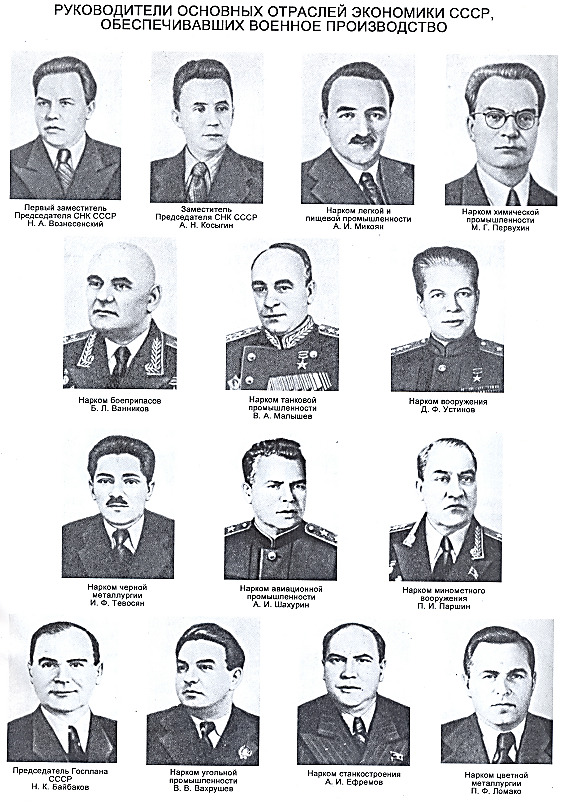 РУКОВОДИТЕЛИ ОСНОВНЫХ ОТРАСЛЕЙ ЭКОНОМИКИ СССР,
ОБЕСПЕЧИВАВШИХ ВОЕННОЕ ПРОИЗВОДСТВО
Первый заместитель
Председателя СНК СССР
Н. А. Вознесенский
Заместитель
Председателя СНК СССР
А. Н. Косыгин
Нарком легкой и
пищевой промышленности
А. И. Микоян
Нарком химической
промышленности
М. Г. Первухин
Нарком боеприпасов
Б. Л. Ванников
Нарком танковой
промышленности
В. А. Малышев
Нарком вооружения
Д. Ф. Устинов
Нарком черной
металлургии
И. Ф. Тевосян
Нарком авиационной
промышленности
А. И. Шахурин
Нарком минометного
вооружения
П. И. Паршин
Председатель Госплана
СССР
Н. К. Байбаков
Нарком угольной
промышленности
В. В. Вахрушев
Нарком станкостроения
А. И. Ефремов
Нарком цветной
металлургии
П. Ф. Ломако